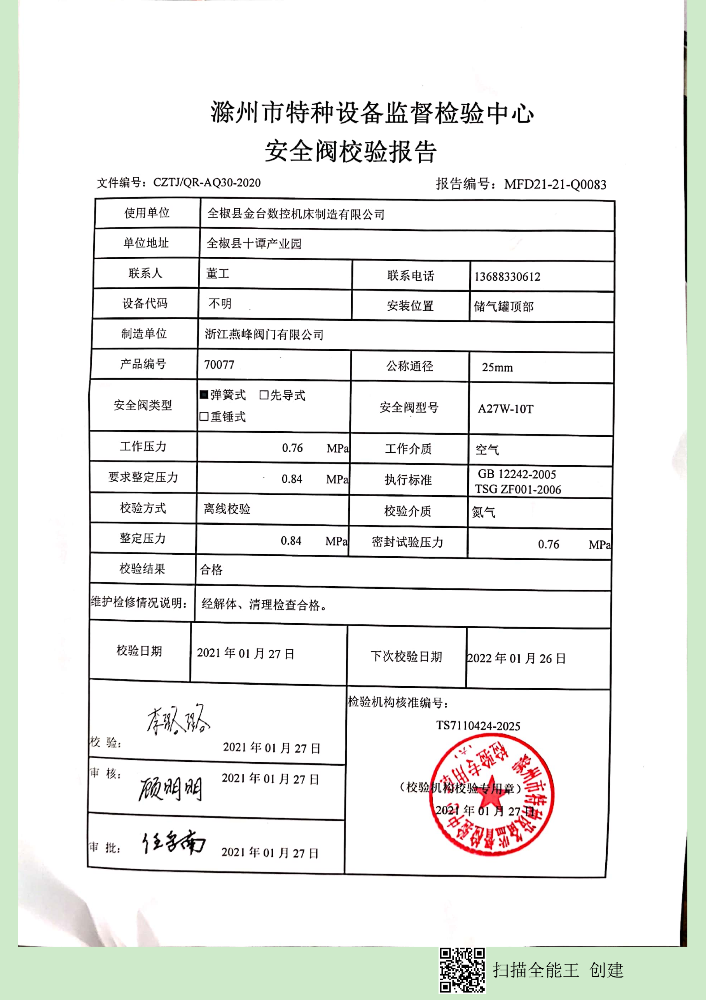 滁州市特种设备监督检验中心
安全阀校验报告
文件编号：CZTJ/QR-AQ30-2020 报告编号：MFD21-21-Q0083
使用单位 全椒县金台数控机床制造有限公司
单位地址 全椒县十谭产业园
联系人 董工 联系电话 13688330612
设备代码 不明 安装位置 储气罐顶部
制造单位 浙江燕峰阀门有限公司
产品编号 70077 公称通径 25mm
安全阀类型 ■弹簧式 □先导式
□重锤式
安全阀型号 A27W-10T
工作压力 0.76 MPa 工作介质 空气
要求整定压力 0.84 MPa 执行标准 GB 12242-2005
TSG ZF001-2006
校验方式 离线校验 校验介质 氮气
整定压力 0.84 MPa 密封试验压力 0.76 MPa
校验结果 合格
维护检修情况说明： 经解体、清理检查合格。
校验日期 2021 年 01 月 27 日 下次校验日期 2022 年 01 月 26 日
校 验： 2021 年 01 月 27 日
审 核： 顾明明 2021 年 01 月 27 日
审 批： 2021 年 01 月 27 日
检验机构核准编号：
TS7110424-2025
（校验机构校验专用章）
2021 年 01 月 27 日
滁州市特种设备监督检验中心
检验专用章
（六）
扫描全能王 创建